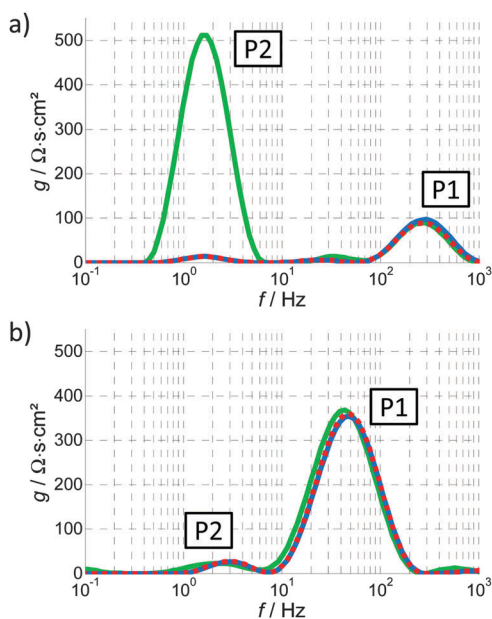 a)
g / Ω·s·cm²
500
400
300
200
100
0
P2
P1
10⁻¹ 10⁰ 10¹ 10² 10³
f / Hz
b)
g / Ω·s·cm²
500
400
300
200
100
0
P1
P2
10⁻¹ 10⁰ 10¹ 10² 10³
f / Hz